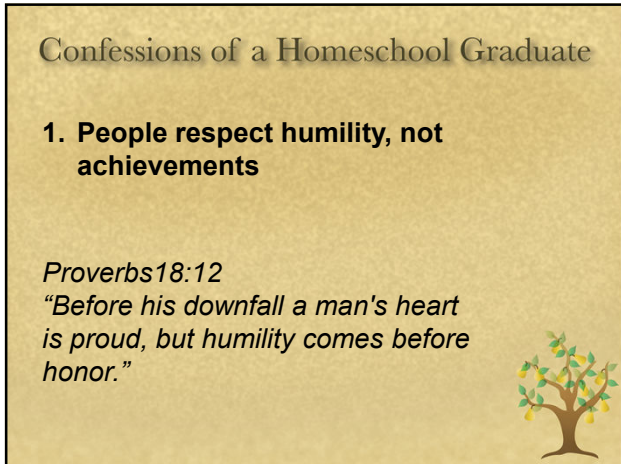 Confessions of a Homeschool Graduate
1. People respect humility, not
achievements
Proverbs18:12
“Before his downfall a man's heart
is proud, but humility comes before
honor.”